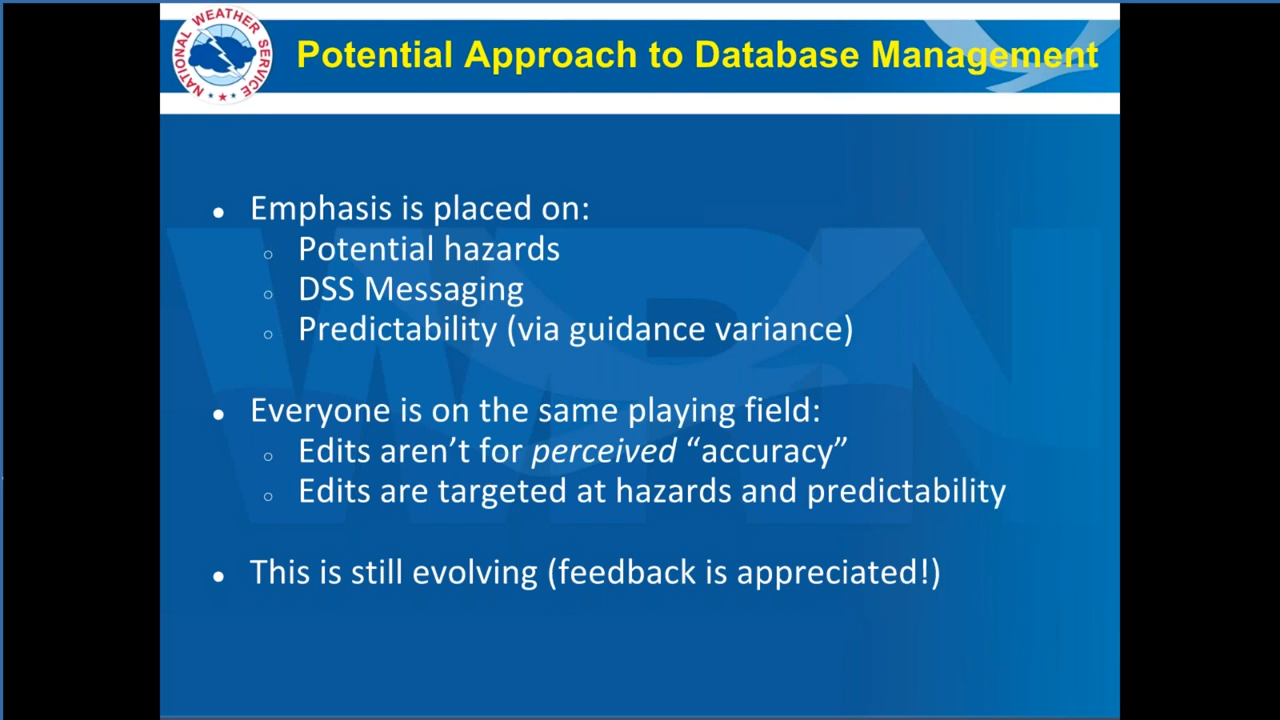 NATIONAL WEATHER SERVICE
Potential Approach to Database Management
WRN
● Emphasis is placed on:
○ Potential hazards
○ DSS Messaging
○ Predictability (via guidance variance)
● Everyone is on the same playing field:
○ Edits aren’t for perceived “accuracy”
○ Edits are targeted at hazards and predictability
● This is still evolving (feedback is appreciated!)